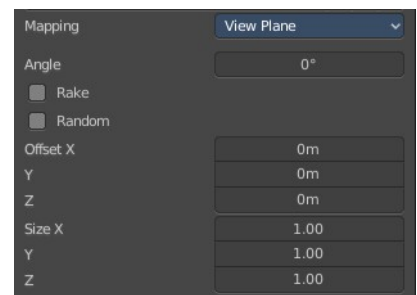 Mapping View Plane
Angle 0°
Rake
Random
Offset X 0m
Y 0m
Z 0m
Size X 1.00
Y 1.00
Z 1.00